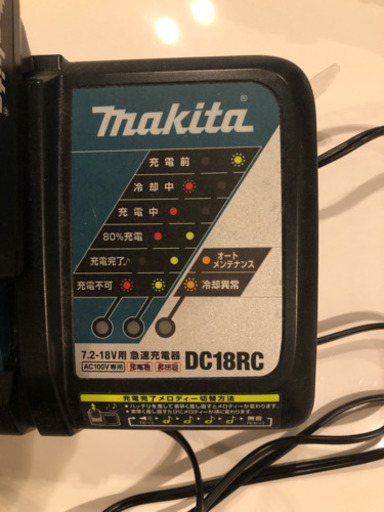 makita
充電前
冷却中
充電中
80%充電
充電完了
オート
メンテナンス
充電不可
冷却異常
7.2-18V用 急速充電器 DC18RC
AC100V専用
充電完了メロディー切替方法